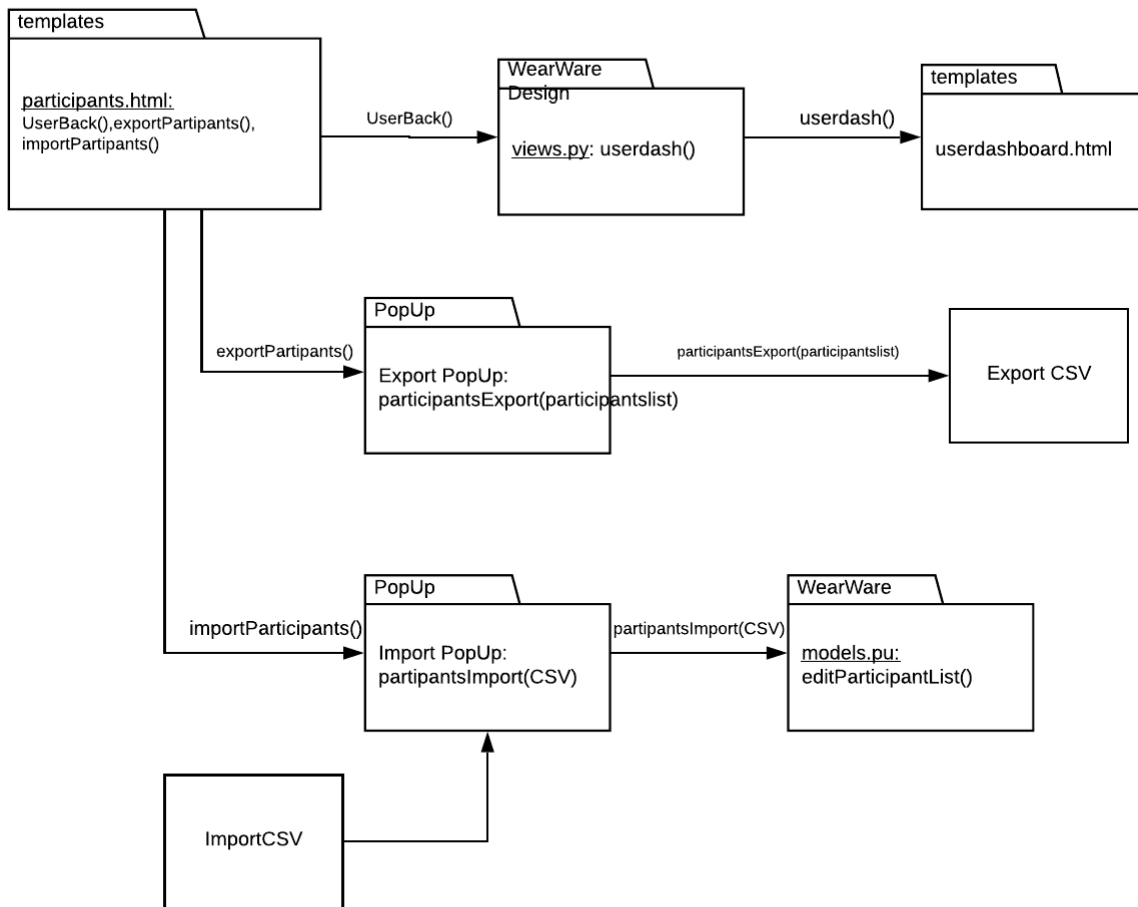 templates
participants.html:
UserBack(),exportPartipants(),
importPartipants()
UserBack()
WearWare
Design
views.py: userdash()
userdash()
templates
userdashboard.html
exportPartipants()
PopUp
Export PopUp:
participantsExport(participantslist)
participantsExport(participantslist)
Export CSV
importParticipants()
PopUp
Import PopUp:
partipantsImport(CSV)
partipantsImport(CSV)
WearWare
models.pu:
editParticipantList()
ImportCSV